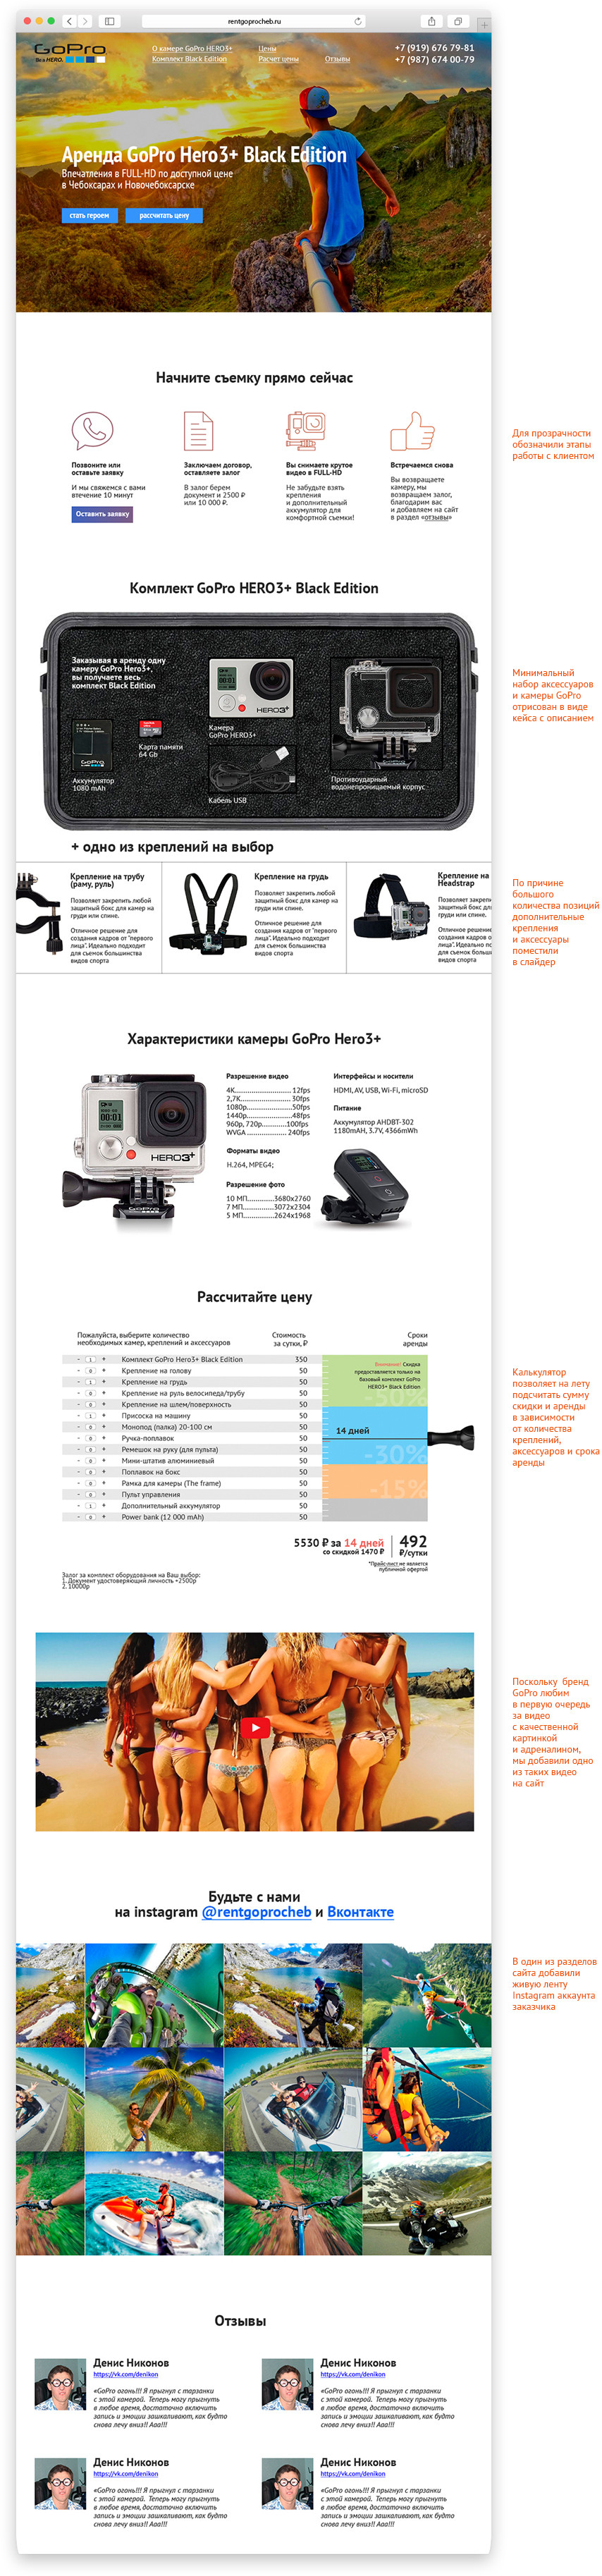 rentgoprocheb.ru
GoPro
Be a HERO.
О камере GoPro HERO3+
Комплект Black Edition
Цены
Расчет цены
Отзывы
+7 (919) 676 79-81
+7 (987) 674 00-79
Аренда GoPro Hero3+ Black Edition
Впечатления в FULL-HD по доступной цене
в Чебоксарах и Новочебоксарске
стать героем
рассчитать цену
Начните съемку прямо сейчас
Позвоните или
оставьте заявку
И мы свяжемся с вами
втечение 10 минут
Оставить заявку
Заключаем договор,
оставляете залог
В залог берем
документ и 2500 ₽
или 10 000 ₽.
Вы снимаете крутое
видео в FULL-HD
Не забудьте взять
крепления
и дополнительный
аккумулятор для
комфортной съемки!
Встречаемся снова
Вы возвращаете
камеру, мы
возвращаем залог,
благодарим вас
и добавляем на сайт
в раздел «отзывы»
Для прозрачности
обозначили этапы
работы с клиентом
Комплект GoPro HERO3+ Black Edition
Заказывая в аренду одну
камеру GoPro Hero3+,
вы получаете весь
комплект Black Edition
HERO3+
GoPro
Аккумулятор
1080 mAh
Карта памяти
64 Gb
Камера
GoPro HERO3+
Кабель USB
Противоударный
водонепроницаемый корпус
Минимальный
набор аксессуаров
и камеры GoPro
отрисован в виде
кейса с описанием
+ одно из креплений на выбор
Крепление на трубу
(раму, руль)
Позволяет закрепить любой
защитный бокс для камер на
груди или спине.
Отличное решение для
создания кадров от "первого
лица". Идеально подходит
для съемок большинства
видов спорта
Крепление на грудь
Позволяет закрепить любой
защитный бокс для камер на
груди или спине.
Отличное решение для
создания кадров от "первого
лица". Идеально подходит
для съемок большинства
видов спорта
Крепление на
Headstrap
Позволяет закрепить
защитный бокс для
груди или спине.
Отличное решение
создания кадров о
лица". Идеально по
для съемок больши
видов спорта
По причине
большого
количества позиций
дополнительные
крепления
и аксессуары
поместили
в слайдер
Характеристики камеры GoPro Hero3+
HERO3+
GoPro
Разрешение видео
4K............................12fps
2,7K.........................30fps
1080p......................50fps
1440p......................48fps
960p, 720p............100fps
WVGA....................240fps
Форматы видео
H.264, MPEG4;
Разрешение фото
10 МП.............3680x2760
7 МП...............3072x2304
5 МП...............2624x1968
Интерфейсы и носители
HDMI, AV, USB, Wi-Fi, microSD
Питание
Аккумулятор AHDBT-302
1180mAH, 3.7V, 4366mWh
Рассчитайте цену
Пожалуйста, выберите количество
необходимых камер, креплений и аксессуаров
Стоимость
за сутки, ₽
Сроки
аренды
- 1 + Комплект GoPro Hero3+ Black Edition 350
- 0 + Крепление на голову 50
- 1 + Крепление на грудь 50
- 0 + Крепление на руль велосипеда/трубу 50
- 0 + Крепление на шлем/поверхность 50
- 1 + Присоска на машину 50
- 0 + Монопод (палка) 20-100 см 50
- 0 + Ручка-поплавок 50
- 0 + Ремешок на руку (для пульта) 50
- 0 + Мини-штатив алюминиевый 50
- 0 + Поплавок на бокс 50
- 0 + Рамка для камеры (The frame) 50
- 0 + Пульт управления 50
- 1 + Дополнительный аккумулятор 50
- 0 + Power bank (12 000 mAh) 50
Внимание! Скидка
предоставляется только на
базовый комплект GoPro
HERO3+ Black Edition
14 дней
-30%
-15%
5530 ₽ за 14 дней
со скидкой 1470 ₽
492
₽/сутки
*Прайс-лист не является
публичной офертой
Залог за комплект оборудования на Ваш выбор:
1. Документ удостоверяющий личность +2500р
2. 10000р
Калькулятор
позволяет на лету
подсчитать сумму
скидки и аренды
в зависимости
от количества
креплений,
аксессуаров и срока
аренды
Поскольку бренд
GoPro любим
в первую очередь
за видео
с качественной
картинкой
и адреналином,
мы добавили одно
из таких видео
на сайт
Будьте с нами
на instagram @rentgoprocheb и Вконтакте
В один из разделов
сайта добавили
живую ленту
Instagram аккаунта
заказчика
Отзывы
Денис Никонов
https://vk.com/denikon
«GoPro огонь!!! Я прыгнул с тарзанки
с этой камерой. Теперь могу прыгнуть
в любое время, достаточно включить
запись и эмоции зашкаливают, как будто
снова лечу вниз!! Ааа!!!
Денис Никонов
https://vk.com/denikon
«GoPro огонь!!! Я прыгнул с тарзанки
с этой камерой. Теперь могу прыгнуть
в любое время, достаточно включить
запись и эмоции зашкаливают, как будто
снова лечу вниз!! Ааа!!!
Денис Никонов
https://vk.com/denikon
«GoPro огонь!!! Я прыгнул с тарзанки
с этой камерой. Теперь могу прыгнуть
в любое время, достаточно включить
запись и эмоции зашкаливают, как будто
снова лечу вниз!! Ааа!!!
Денис Никонов
https://vk.com/denikon
«GoPro огонь!!! Я прыгнул с тарзанки
с этой камерой. Теперь могу прыгнуть
в любое время, достаточно включить
запись и эмоции зашкаливают, как будто
снова лечу вниз!! Ааа!!!